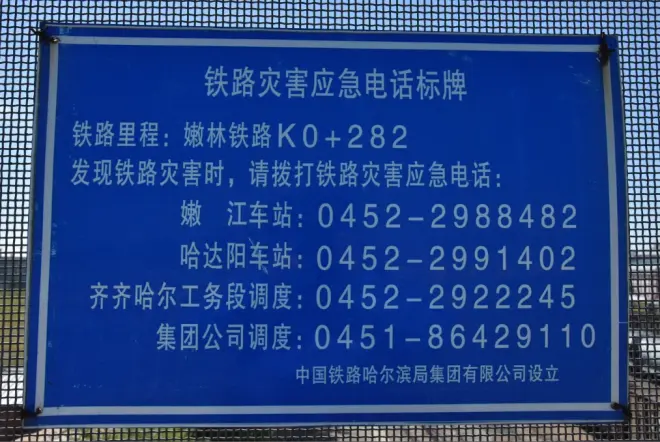 铁路灾害应急电话标牌
铁路里程：嫩林铁路K0+282
发现铁路灾害时，请拨打铁路灾害应急电话：
嫩 江车站：0452-2988482
哈达阳车站：0452-2991402
齐齐哈尔工务段调度：0452-2922245
集团公司调度：0451-86429110
中国铁路哈尔滨局集团有限公司设立